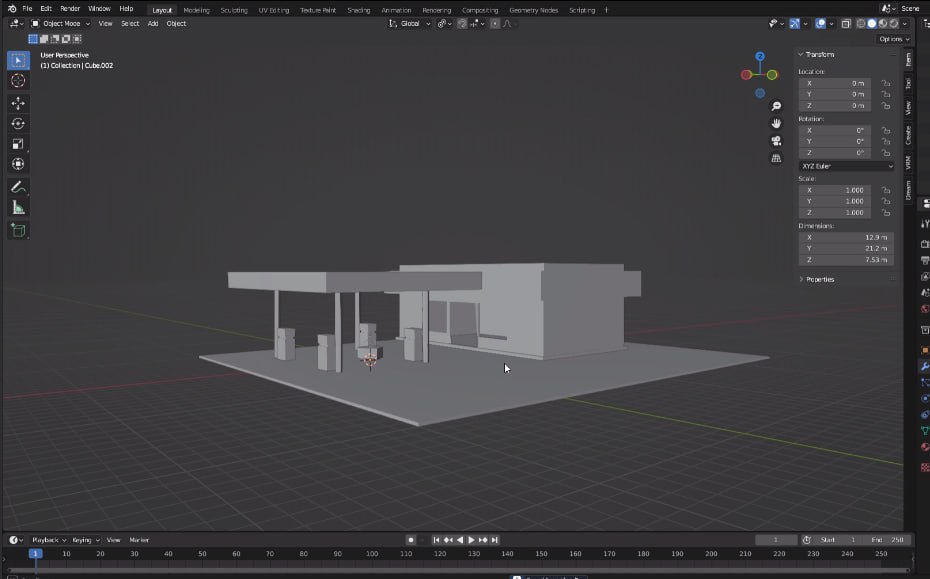 File Edit Render Window Help Layout Modeling Sculpting UV Editing Texture Paint Shading Animation Rendering Compositing Geometry Nodes Scripting + Scene
Object Mode View Select Add Object Global
Options
User Perspective
(1) Collection | Cube.002
Z
Transform
Location:
X 0 m
Y 0 m
Z 0 m
Rotation:
X 0°
Y 0°
Z 0°
XYZ Euler
Scale:
X 1.000
Y 1.000
Z 1.000
Dimensions:
X 12.9 m
Y 21.2 m
Z 7.53 m
Properties
Item
Tool
View
Create
VRM
Dream
Playback Keying View Marker 1 Start 1 End 250
1 10 20 30 40 50 60 70 80 90 100 110 120 130 140 150 160 170 180 190 200 210 220 230 240 250